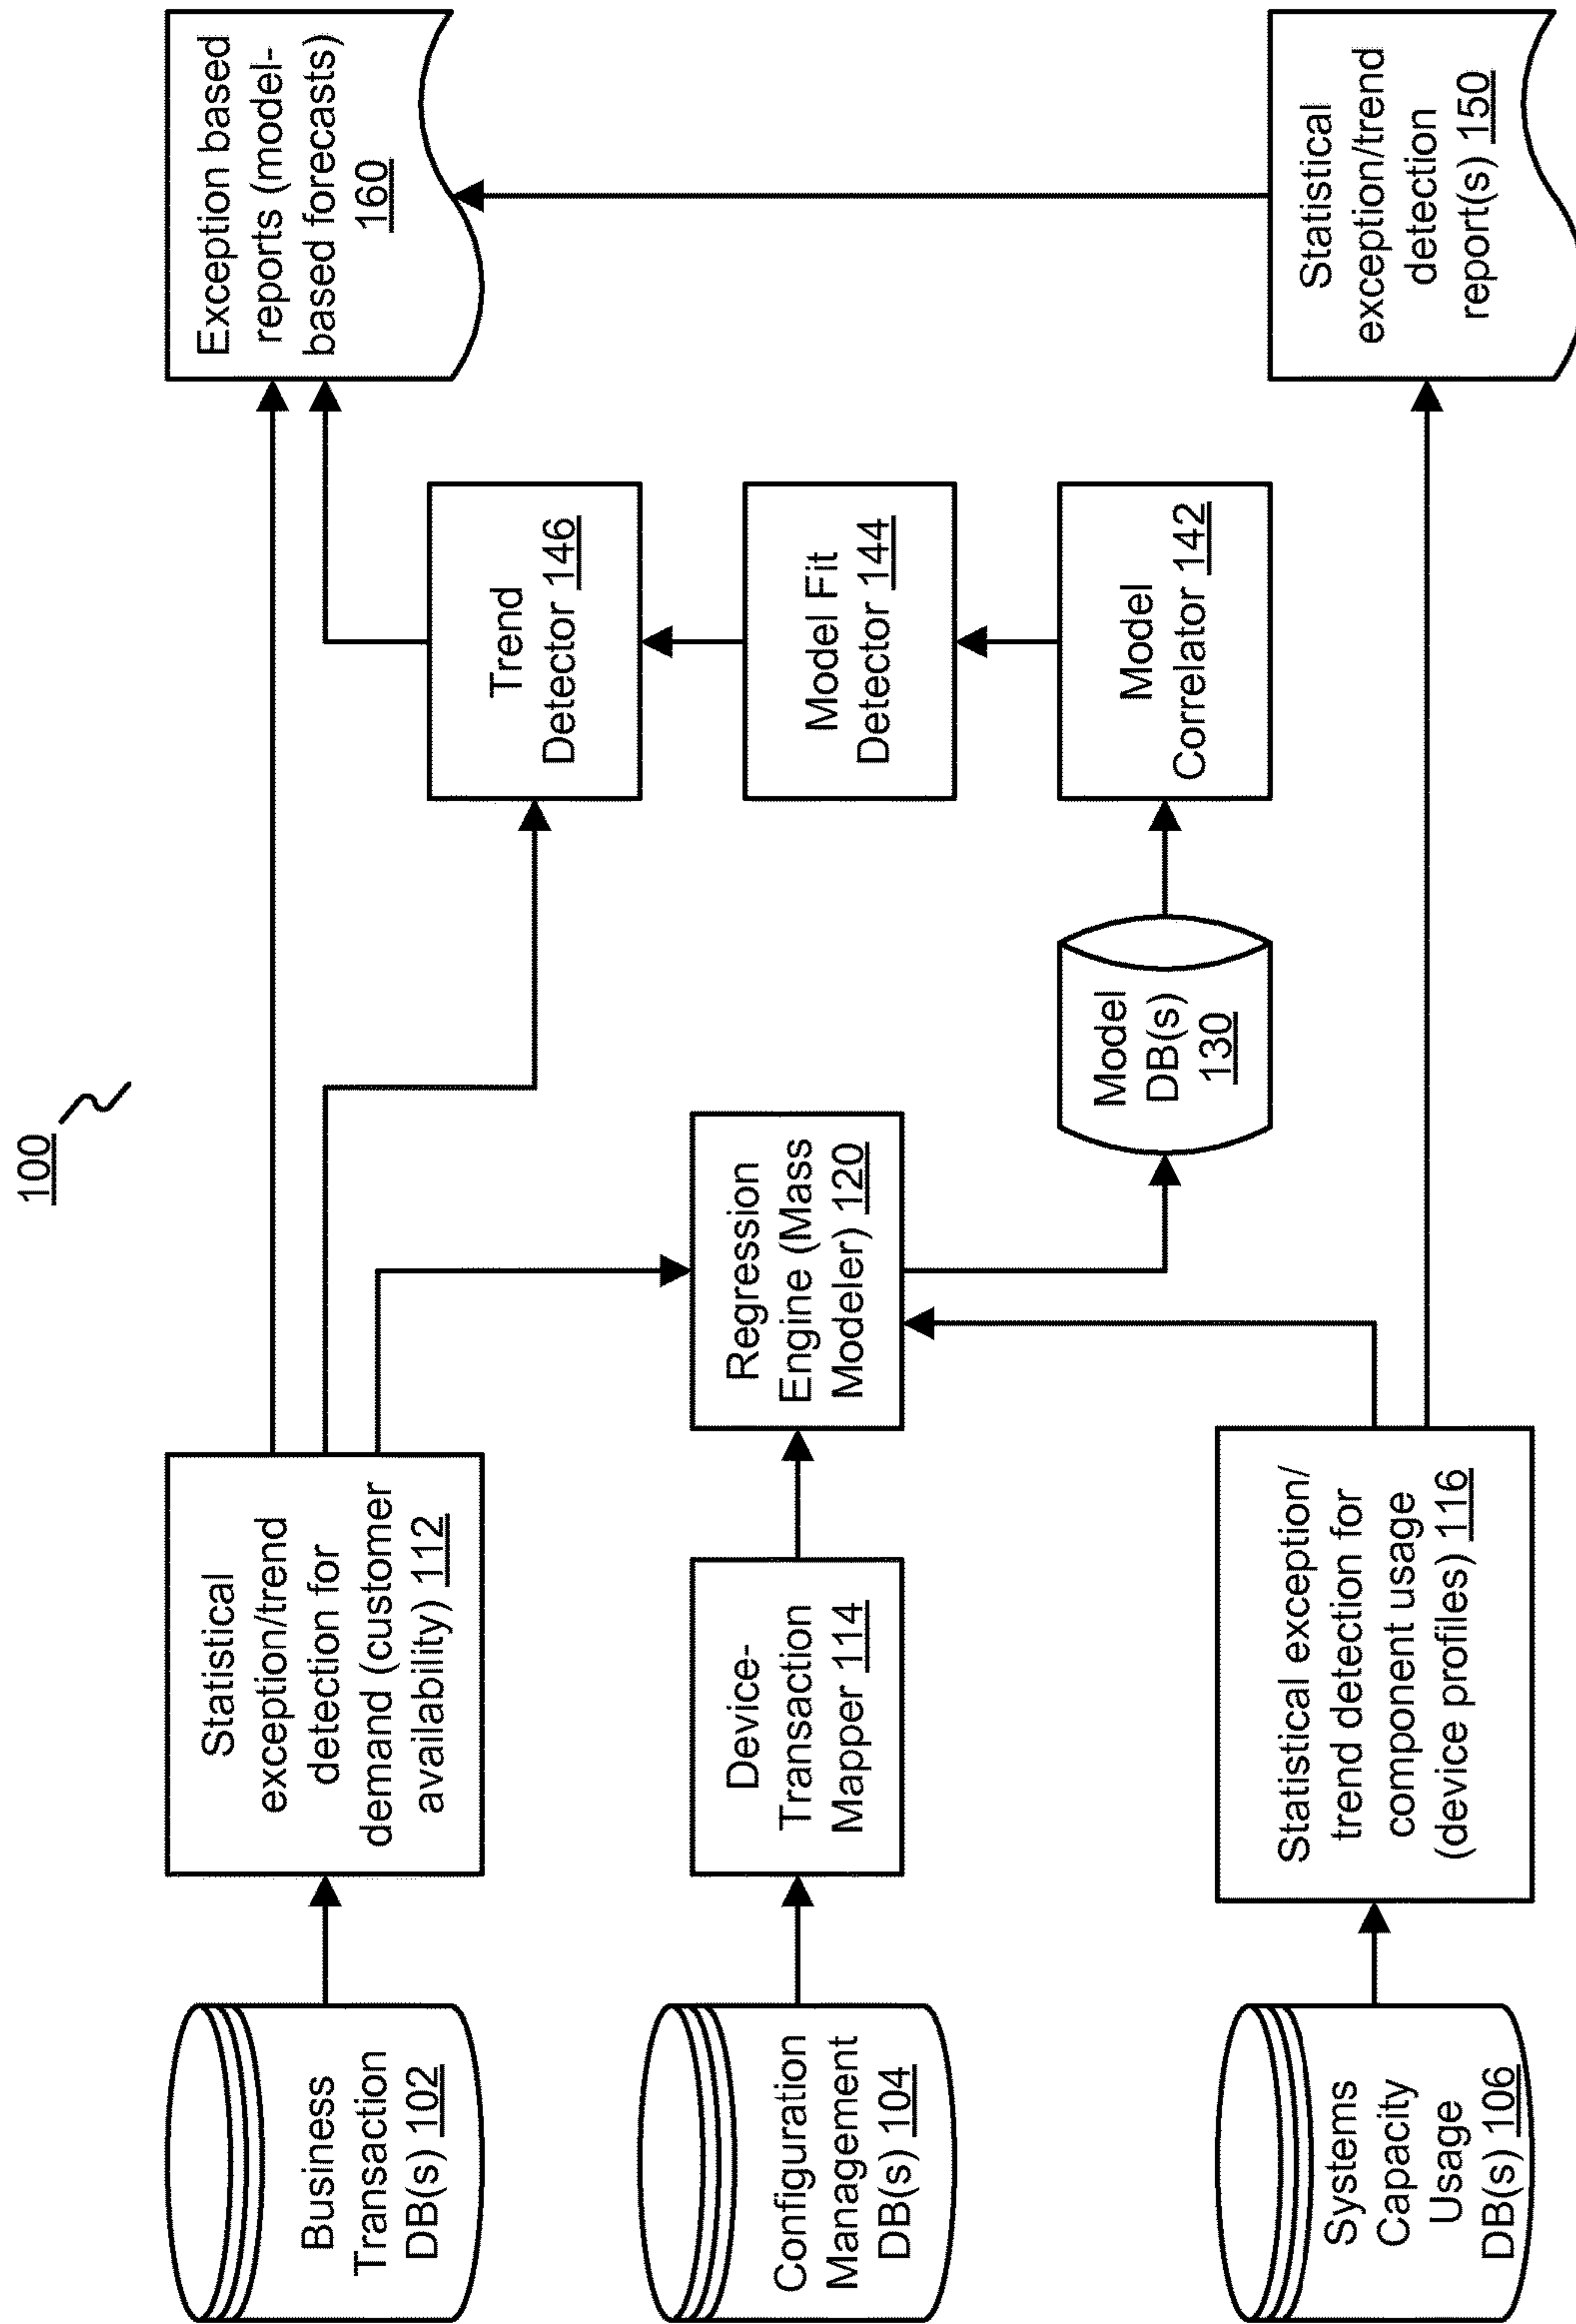 100
Business
Transaction
DB(s) 102
Statistical
exception/trend
detection for
demand (customer
availability) 112
Exception based
reports (model-
based forecasts)
160
Configuration
Management
DB(s) 104
Device-
Transaction
Mapper 114
Regression
Engine (Mass
Modeler) 120
Trend
Detector 146
Model Fit
Detector 144
Model
Correlator 142
Model
DB(s)
130
Systems
Capacity
Usage
DB(s) 106
Statistical exception/
trend detection for
component usage
(device profiles) 116
Statistical
exception/trend
detection
report(s) 150